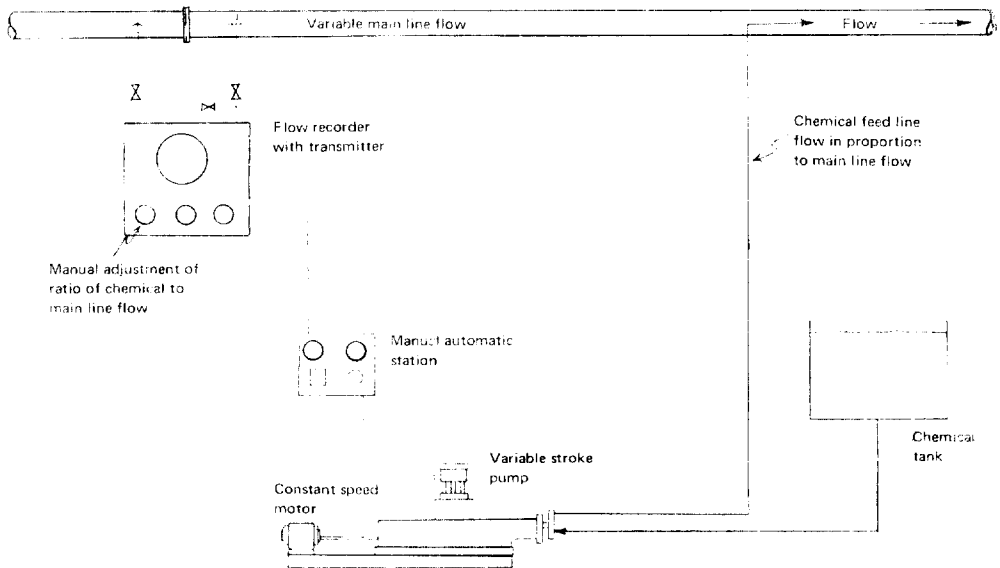 Variable main line flow
Flow
Flow recorder
with transmitter
Chemical feed line
flow in proportion
to main line flow
Manual adjustment of
ratio of chemical to
main line flow
Manual automatic
station
Chemical
tank
Variable stroke
pump
Constant speed
motor